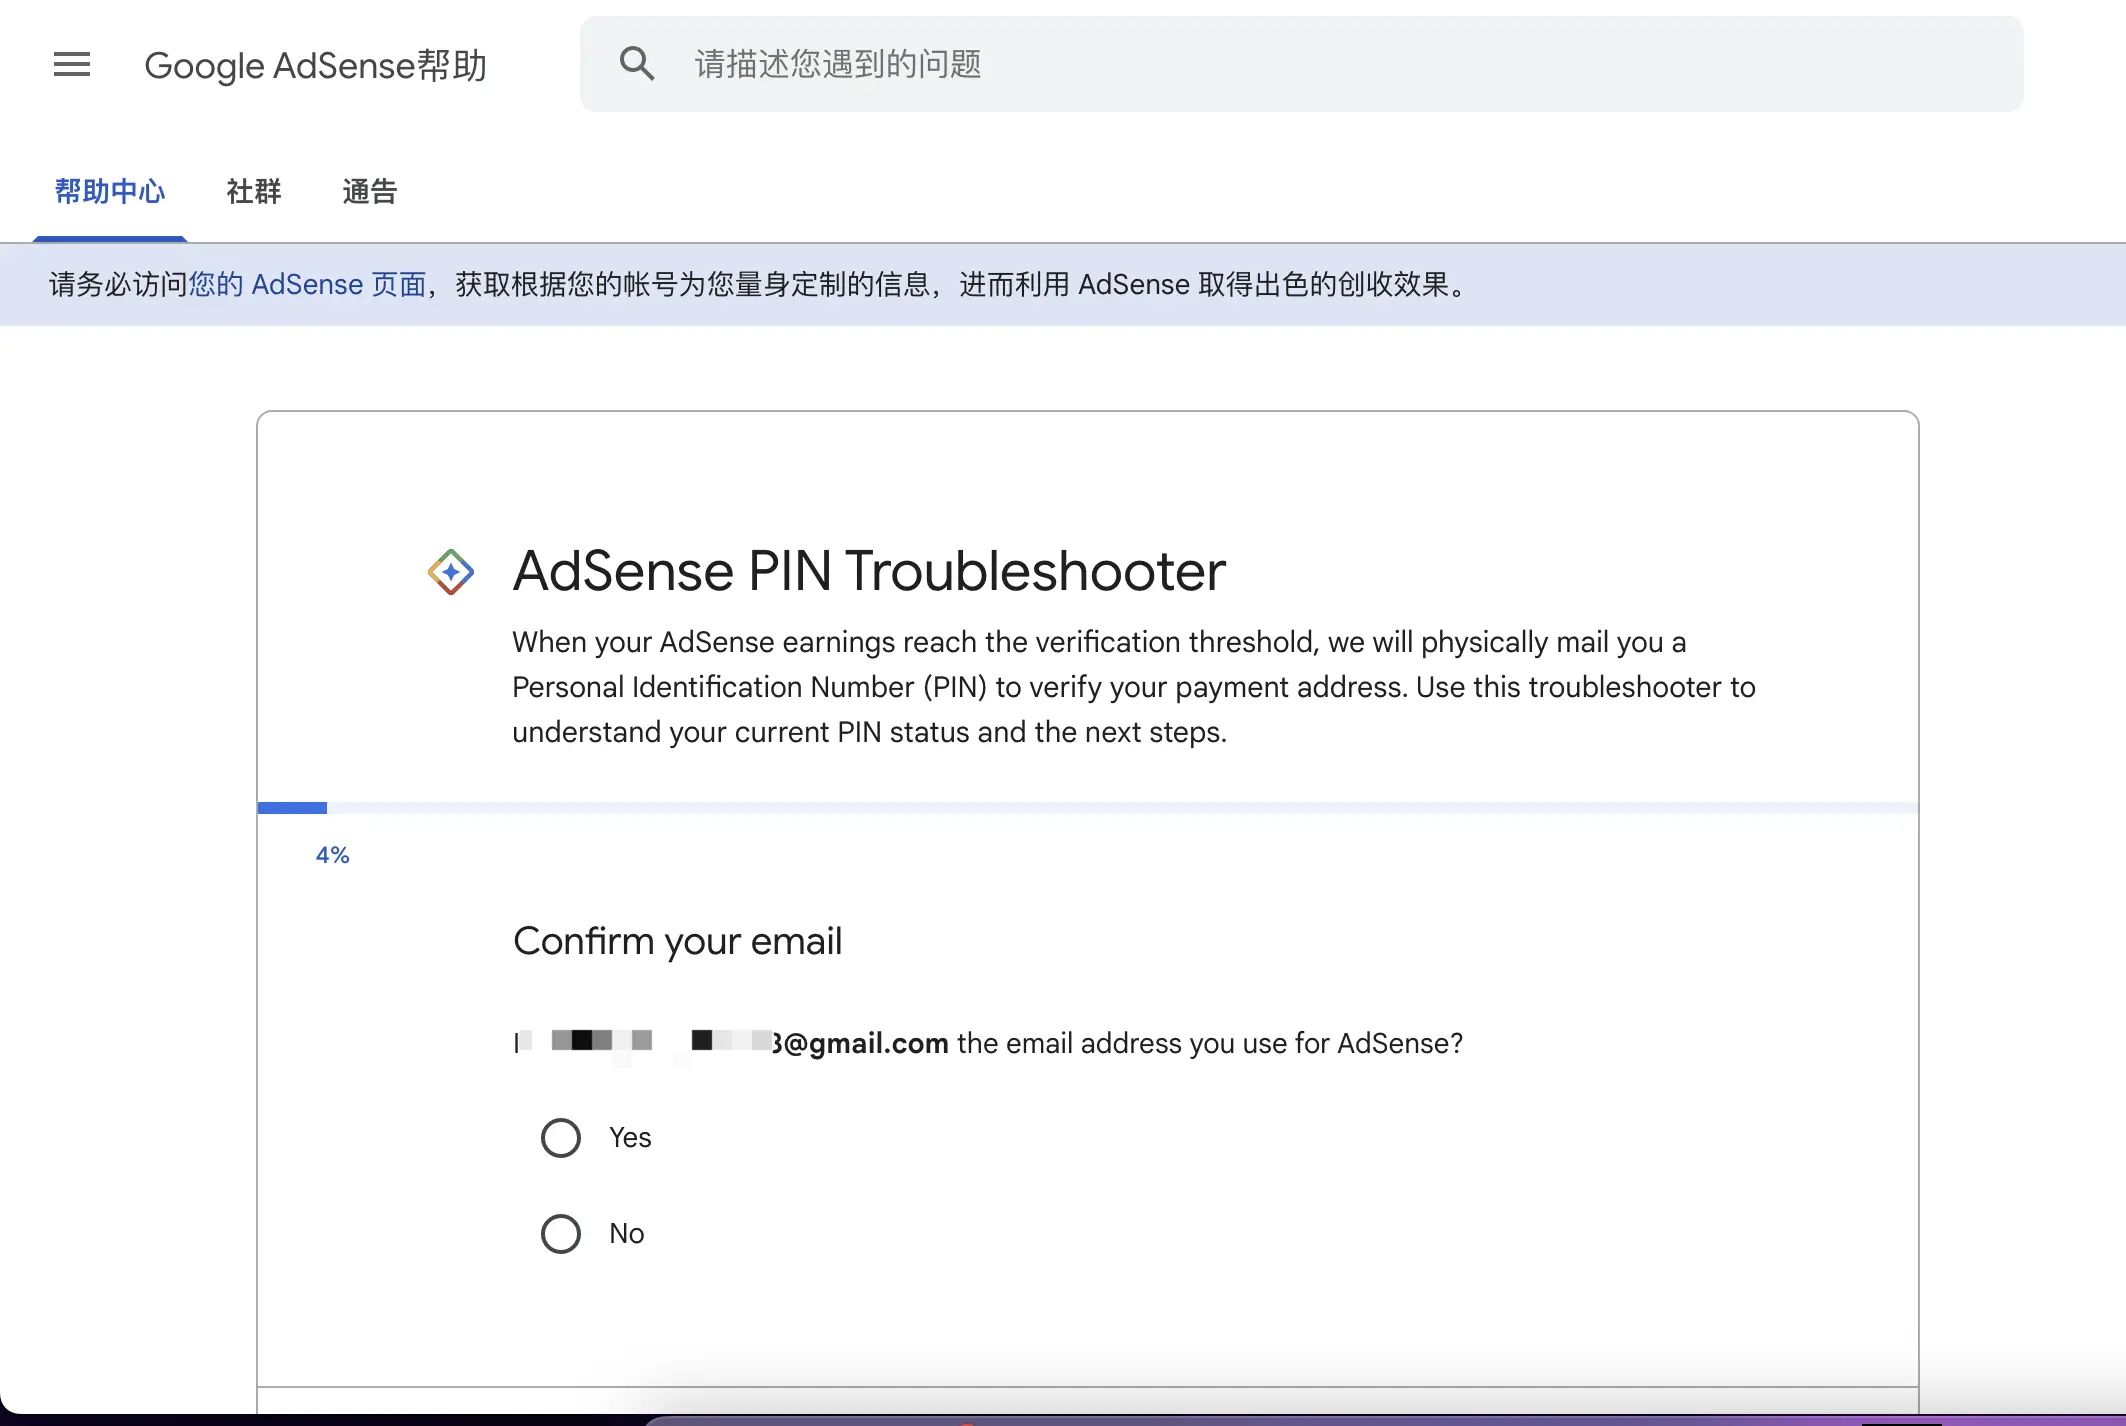 Google AdSense帮助
请描述您遇到的问题
帮助中心
社群
通告
请务必访问您的 AdSense 页面，获取根据您的帐号为您量身定制的信息，进而利用 AdSense 取得出色的创收效果。
AdSense PIN Troubleshooter
When your AdSense earnings reach the verification threshold, we will physically mail you a
Personal Identification Number (PIN) to verify your payment address. Use this troubleshooter to
understand your current PIN status and the next steps.
4%
Confirm your email
@gmail.com the email address you use for AdSense?
Yes
No